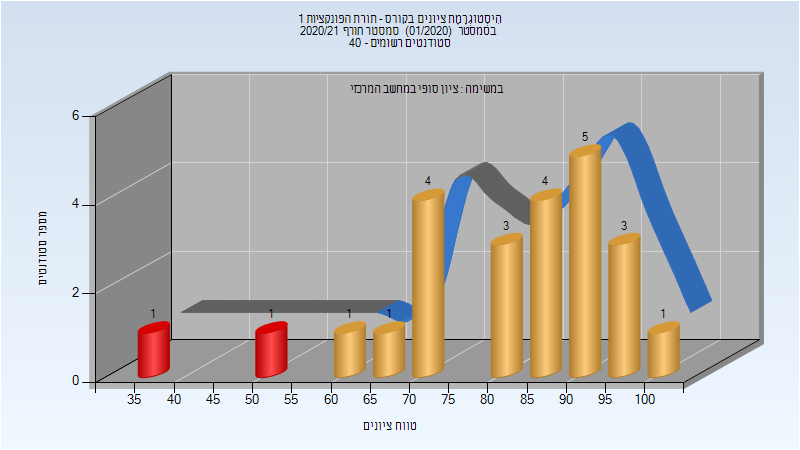 היסטוגרמת ציונים בקורס - תורת הפונקציות 1
בסמסטר (01/2020) סמסטר חורף 2020/21
סטודנטים רשומים - 40
במשימה : ציון סופי במחשב המרכזי
מספר סטודנטים
6
4
2
0
1
1
1
1
4
3
4
5
3
1
35 40 45 50 55 60 65 70 75 80 85 90 95 100
טווח ציונים